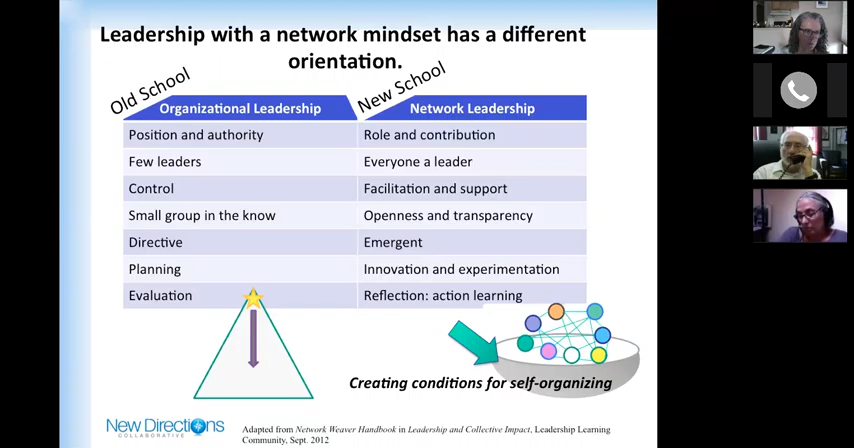 Leadership with a network mindset has a different
orientation.
Old School
New School
Organizational Leadership
Network Leadership
Position and authority
Role and contribution
Few leaders
Everyone a leader
Control
Facilitation and support
Small group in the know
Openness and transparency
Directive
Emergent
Planning
Innovation and experimentation
Evaluation
Reflection: action learning
Creating conditions for self-organizing
New Directions
COLLABORATIVE
Adapted from Network Weaver Handbook in Leadership and Collective Impact, Leadership Learning
Community, Sept. 2012